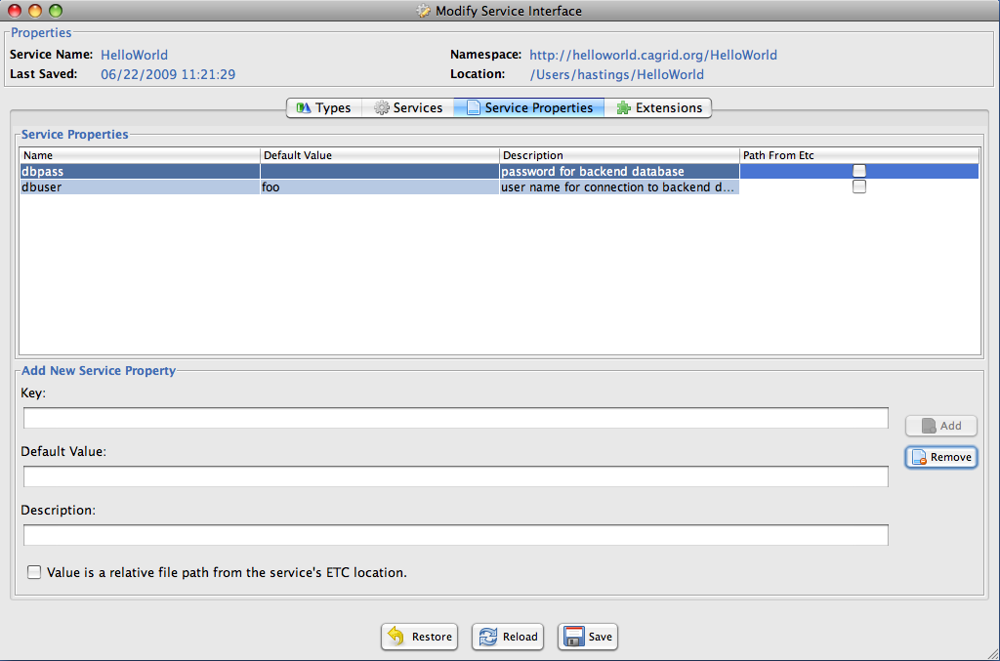 Modify Service Interface
Properties
Service Name: HelloWorld Namespace: http://helloworld.cagrid.org/HelloWorld
Last Saved: 06/22/2009 11:21:29 Location: /Users/hastings/HelloWorld
Types Services Service Properties Extensions
Service Properties
Name Default Value Description Path From Etc
dbpass password for backend database
dbuser foo user name for connection to backend d...
Add New Service Property
Key:
Add
Default Value:
Remove
Description:
Value is a relative file path from the service's ETC location.
Restore Reload Save